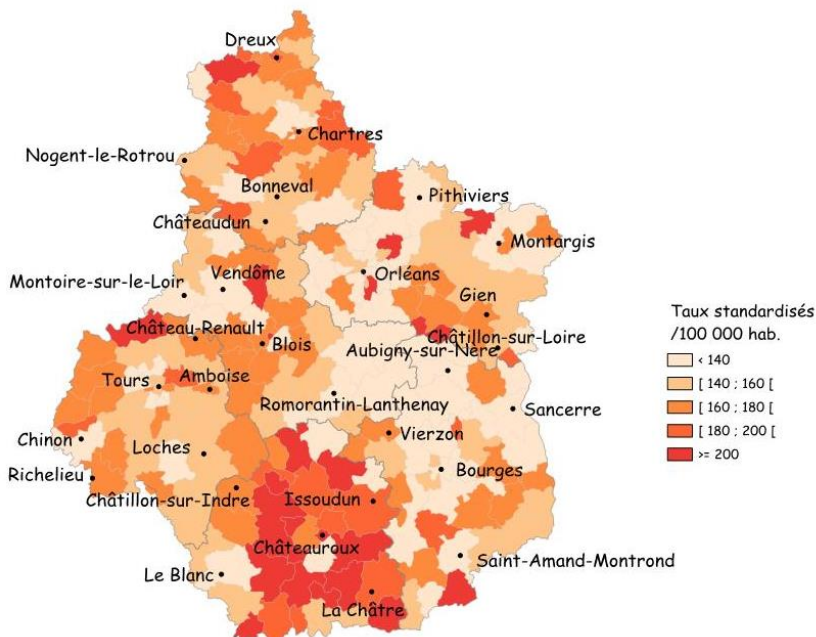 Dreux
Chartres
Nogent-le-Rotrou
Bonneval
Pithiviers
Châteaudun
Montargis
Orléans
Vendôme
Montoire-sur-le-Loir
Gien
Taux standardisés
/100 000 hab.
Château-Renault
Châtillon-sur-Loire
Blois
Aubigny-sur-Nère
< 140
Tours
Amboise
[ 140 ; 160 [
Romorantin-Lanthenay
Sancerre
[ 160 ; 180 [
Chinon
Vierzon
[ 180 ; 200 [
Loches
>= 200
Richelieu
Bourges
Châtillon-sur-Indre
Issoudun
Châteauroux
Saint-Amand-Montrond
Le Blanc
La Châtre